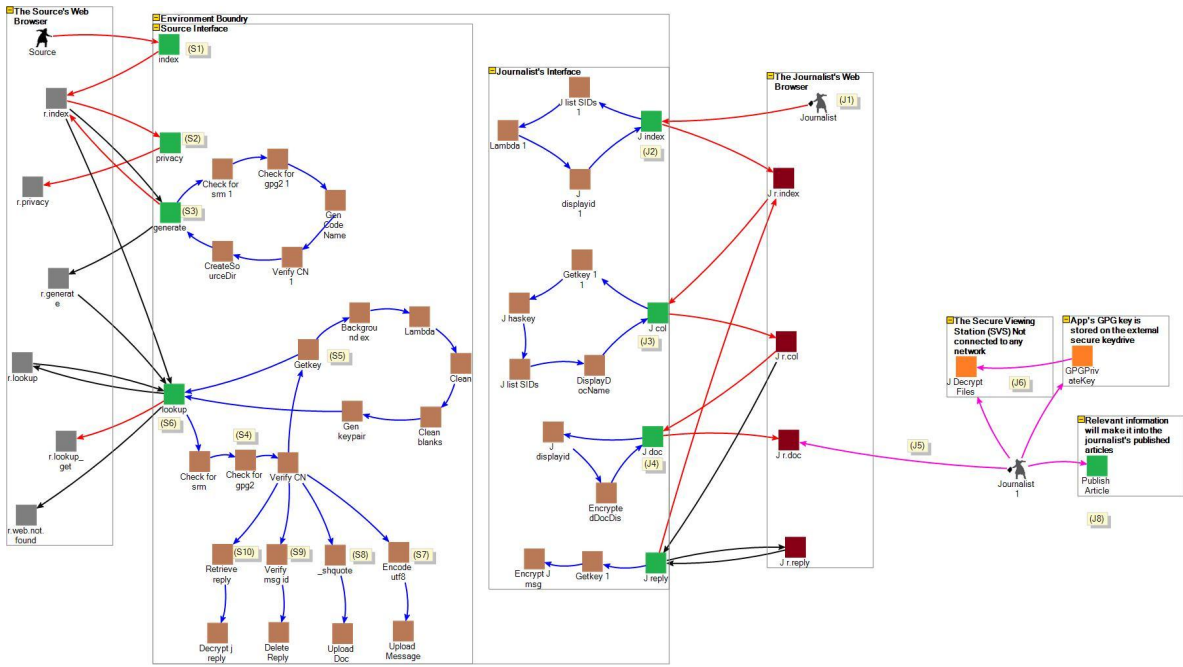 The Source's Web
Browser
Source
r.index
r.privacy
r.generat
e
r.lookup
r.lookup_
get
r.web.not.
found
Environment Boundry
Source Interface
index
(S1)
(S2)
privacy
Check for
srm 1
Check for
gpg2 1
Gen
Code
Name
(S3)
generate
CreateSo
urceDir
Verify CN
1
Backgrou
nd ex
Lambda
Getkey
(S5)
Clean
lookup
(S6)
Gen
keypair
Clean
blanks
(S4)
Check for
srm
Check for
gpg2
Verify CN
(S10)
Retrieve
reply
(S9)
Verify
msg id
(S8)
_shquote
(S7)
Encode
utf8
Decrypt j
reply
Delete
Reply
Upload
Doc
Upload
Message
Journalist's Interface
J list SIDs
1
Lambda 1
J index
(J2)
J
displayid
1
Getkey 1
1
J haskey
J col
(J3)
J list SIDs
DisplayD
ocName
J
displayid
J doc
(J4)
Encrypte
dDocDis
Encrypt J
msg
Getkey 1
J reply
The Journalist's Web
Browser
(J1)
Journalist
J r.index
J r.col
J r.doc
J r.reply
The Secure Viewing
Station (SVS) Not
connected to any
network
J Decrypt
Files
(J6)
App's GPG key is
stored on the external
secure keydrive
GPGPriv
ateKey
(J5)
Journalist
1
Relevant information
will make it into the
journalist's published
articles
Publish
Article
(J8)